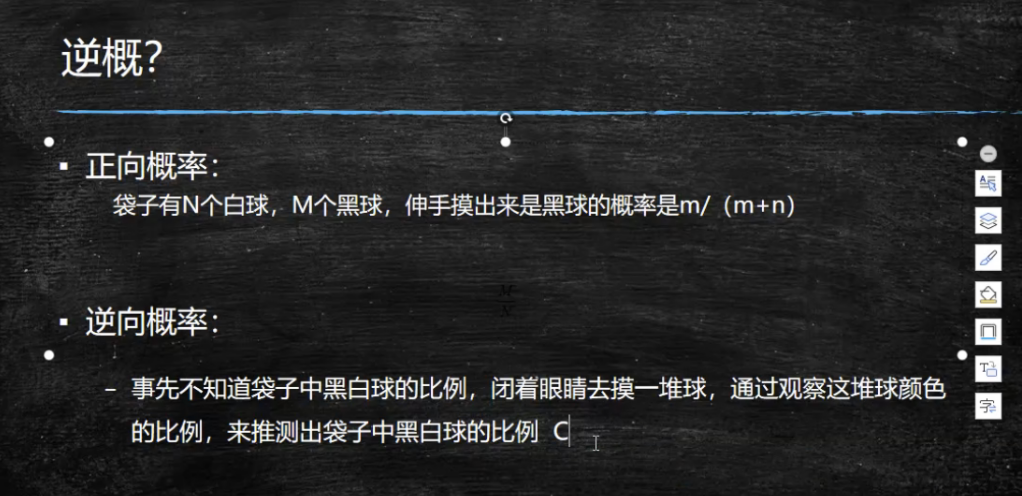 逆概？
▪ 正向概率：
袋子有N个白球，M个黑球，伸手摸出来是黑球的概率是m/（m+n）
▪ 逆向概率：
– 事先不知道袋子中黑白球的比例，闭着眼睛去摸一堆球，通过观察这堆球颜色
的比例，来推测出袋子中黑白球的比例 C